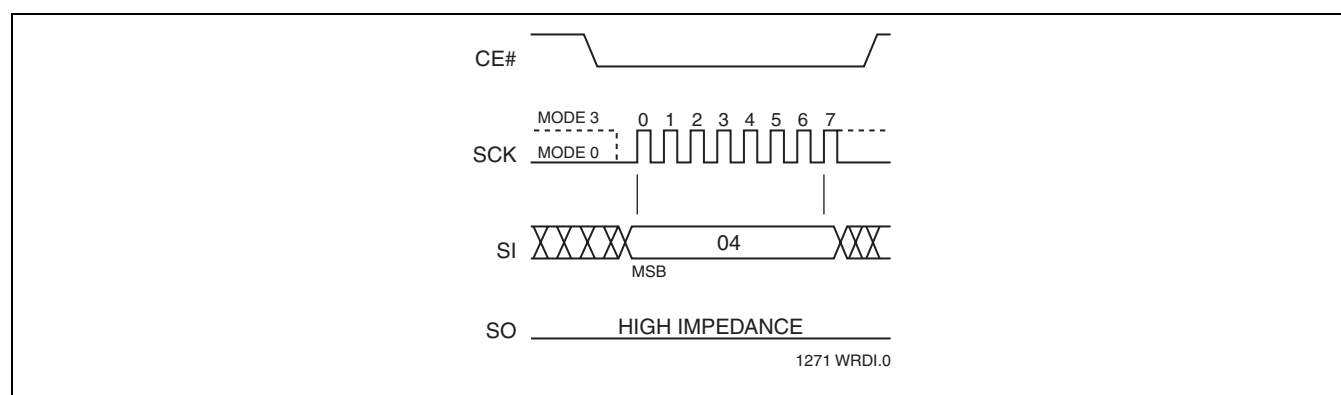 CE#
MODE 3
0 1 2 3 4 5 6 7
SCK
MODE 0
SI
04
MSB
SO
HIGH IMPEDANCE
1271 WRDI.0